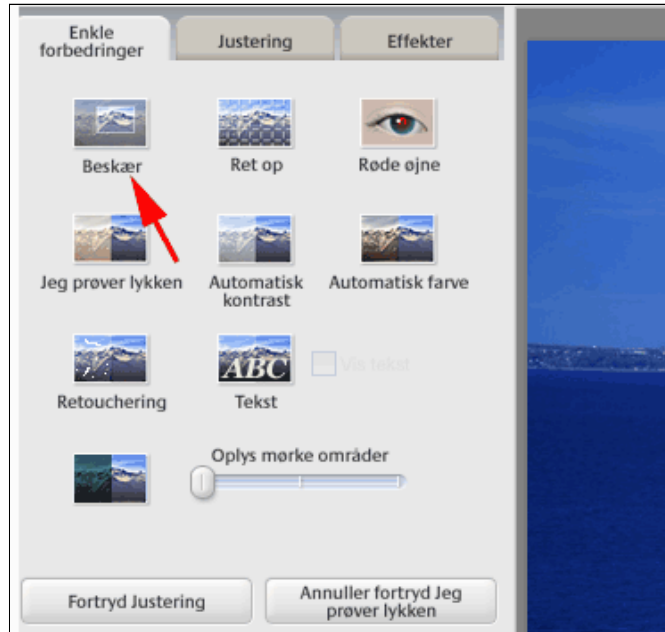 Enkle
forbedringer
Justering
Effekter
Beskær
Ret op
Røde øjne
Jeg prøver lykken
Automatisk
kontrast
Automatisk farve
Retouchering
ABC
Tekst
Vis tekst
Oplys mørke områder
Fortryd Justering
Annuller fortryd Jeg
prøver lykken